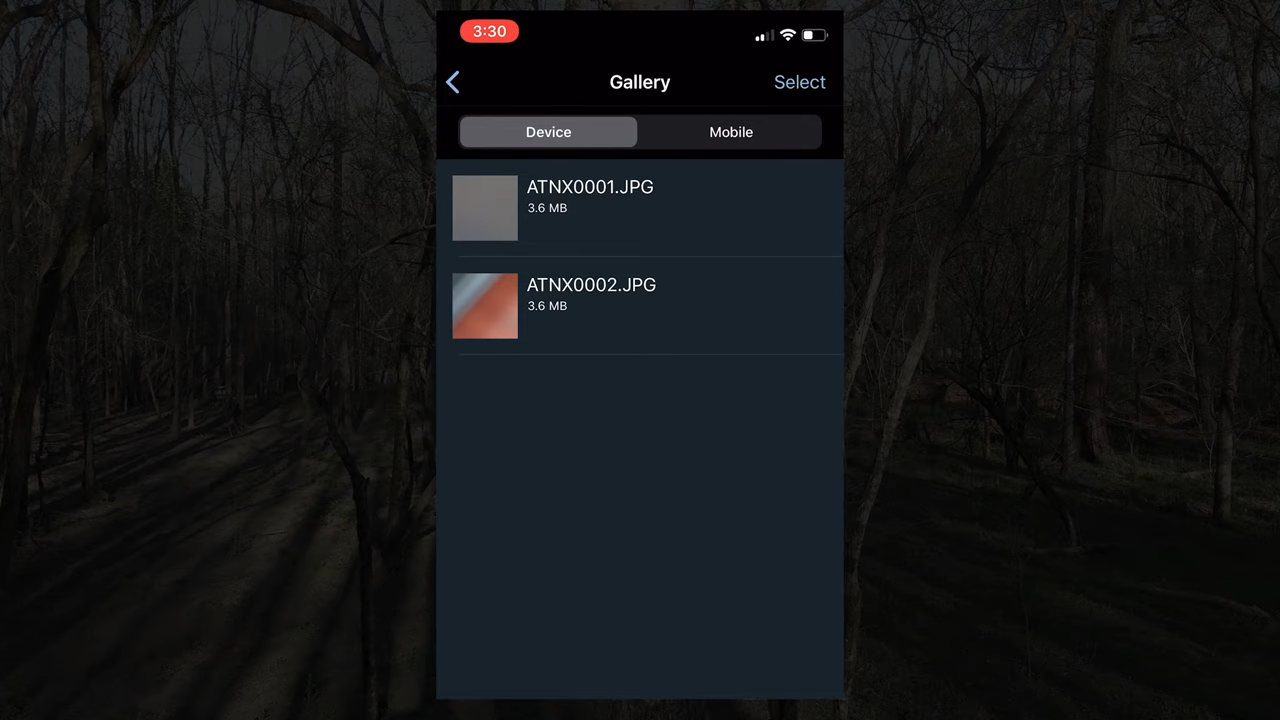 3:30
Gallery
Select
Device
Mobile
ATNX0001.JPG
3.6 MB
ATNX0002.JPG
3.6 MB